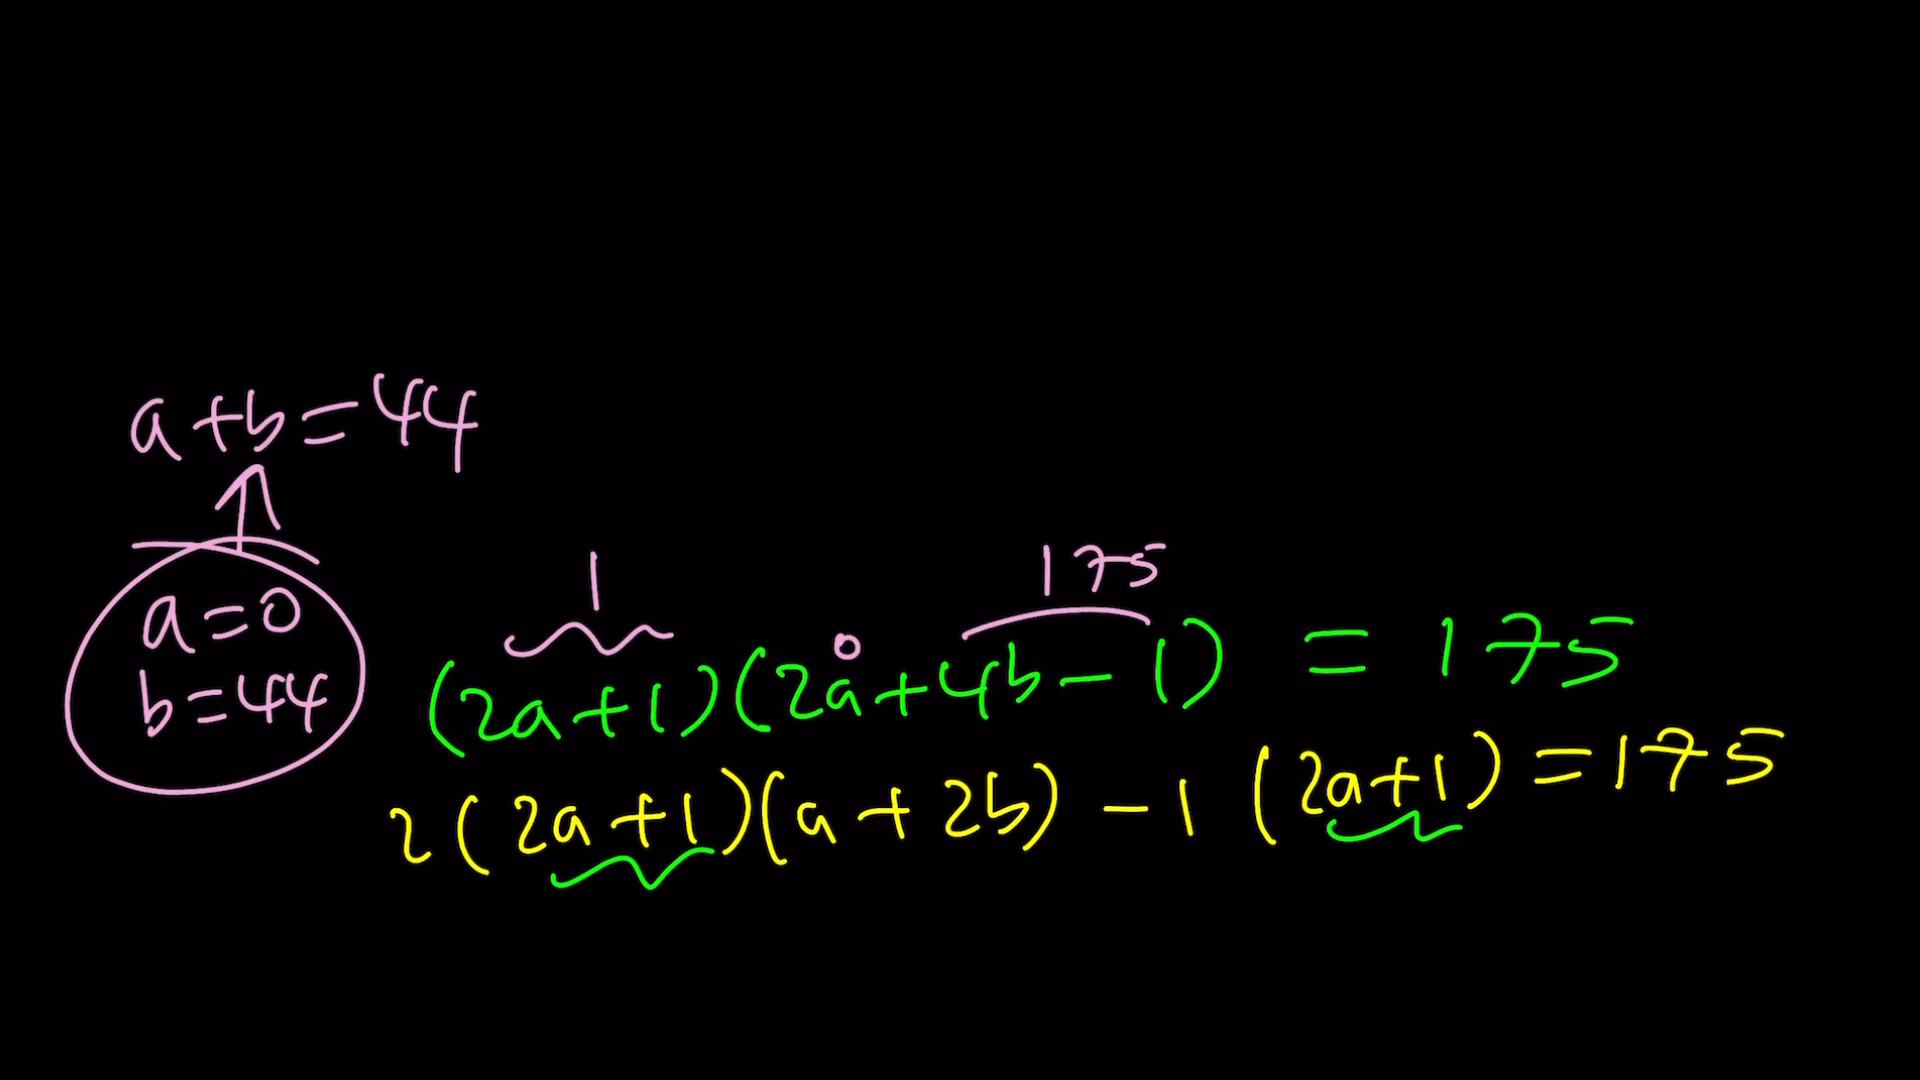 a+b=44
a=0
b=44
1
175
0
(2a+1)(2a+4b-1) = 175
2(2a+1)(a+2b)-1(2a+1)=175